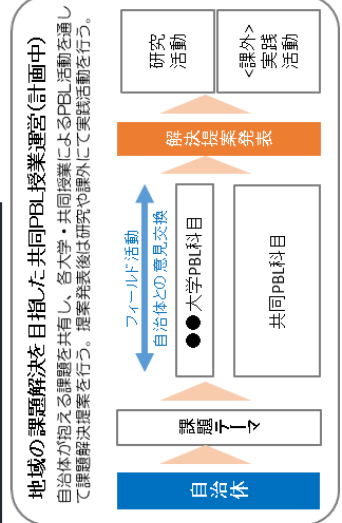 地域の課題解決を目指した共同PBL授業運営(計画中)
自治体が抱える課題を共有し、各大学・共同授業によるPBL活動を通し
て課題解決提案を行う。提案発表後は研究や課外にて実践活動を行う。
自治体
課題テーマ
フィールド活動
自治体との意見交換
●●大学PBL科目
共同PBL科目
解決提案発表
研究
活動
<課外>
実践
活動